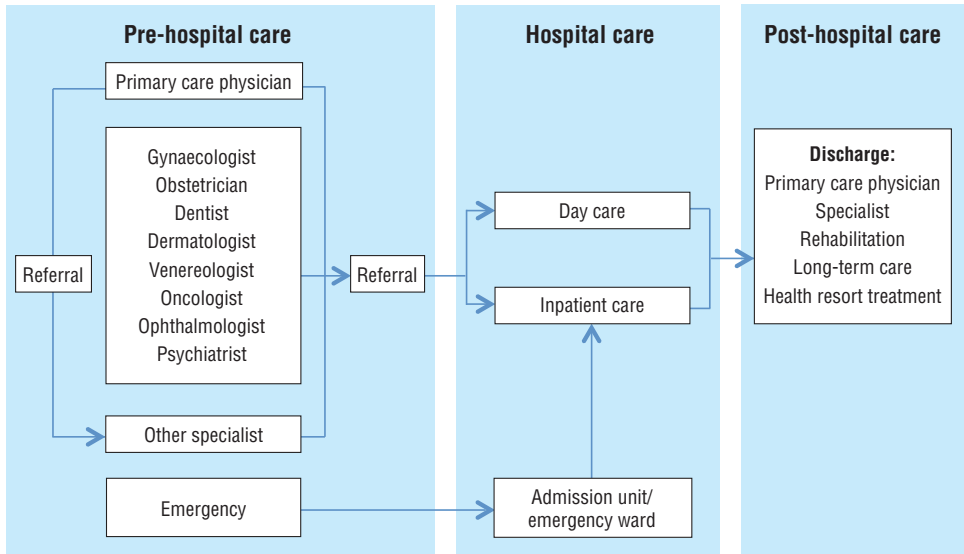 Pre-hospital care
Primary care physician
Referral
Gynaecologist
Obstetrician
Dentist
Dermatologist
Venereologist
Oncologist
Ophthalmologist
Psychiatrist
Other specialist
Emergency
Referral
Hospital care
Day care
Inpatient care
Admission unit/
emergency ward
Post-hospital care
Discharge:
Primary care physician
Specialist
Rehabilitation
Long-term care
Health resort treatment